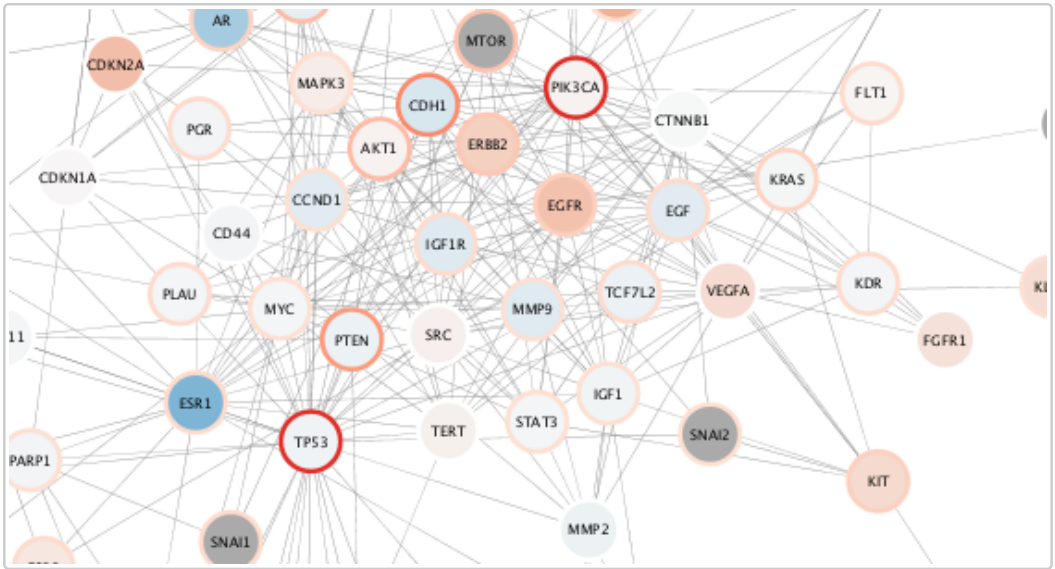 AR
MTOR
CDKN2A
MAPK3
CDH1
PIK3CA
FLT1
PGR
AKT1
ERBB2
CTNNB1
CDKN1A
KRAS
CCND1
EGFR
EGF
CD44
IGF1R
PLAU
MYC
MMP9
TCF7L2
VEGFA
KDR
11
PTEN
SRC
FGFR1
ESR1
IGF1
TP53
TERT
STAT3
SNAI2
PARP1
KIT
SNAI1
MMP2